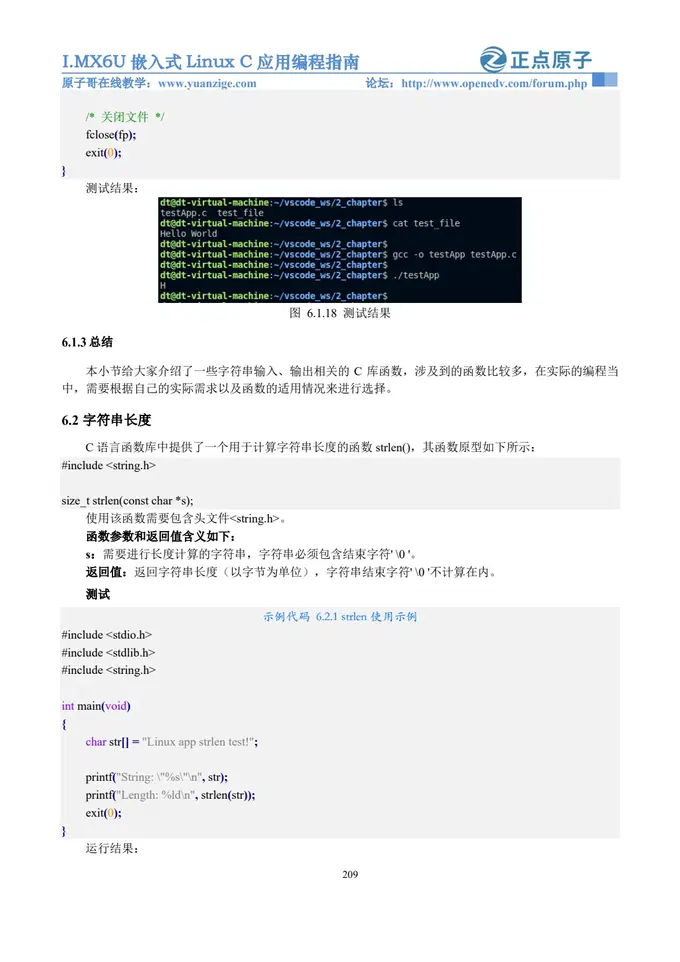 I.MX6U 嵌入式 Linux C 应用编程指南
正点原子
原子哥在线教学：www.yuanzige.com 论坛：http://www.openedv.com/forum.php
/* 关闭文件 */
fclose(fp);
exit(0);
}
测试结果：
dt@dt-virtual-machine:~/vscode_ws/2_chapter$ ls
testApp.c test_file
dt@dt-virtual-machine:~/vscode_ws/2_chapter$ cat test_file
Hello World
dt@dt-virtual-machine:~/vscode_ws/2_chapter$
dt@dt-virtual-machine:~/vscode_ws/2_chapter$ gcc -o testApp testApp.c
dt@dt-virtual-machine:~/vscode_ws/2_chapter$
dt@dt-virtual-machine:~/vscode_ws/2_chapter$ ./testApp
H
dt@dt-virtual-machine:~/vscode_ws/2_chapter$
图 6.1.18 测试结果
6.1.3 总结
本小节给大家介绍了一些字符串输入、输出相关的 C 库函数，涉及到的函数比较多，在实际的编程当
中，需要根据自己的实际需求以及函数的适用情况来进行选择。
6.2 字符串长度
C 语言函数库中提供了一个用于计算字符串长度的函数 strlen()，其函数原型如下所示：
#include <string.h>
size_t strlen(const char *s);
使用该函数需要包含头文件<string.h>。
函数参数和返回值含义如下：
s：需要进行长度计算的字符串，字符串必须包含结束字符' \0 '。
返回值：返回字符串长度（以字节为单位），字符串结束字符' \0 '不计算在内。
测试
示例代码 6.2.1 strlen 使用示例
#include <stdio.h>
#include <stdlib.h>
#include <string.h>
int main(void)
{
char str[] = "Linux app strlen test!";
printf("String: \"%s\"\n", str);
printf("Length: %ld\n", strlen(str));
exit(0);
}
运行结果：
209